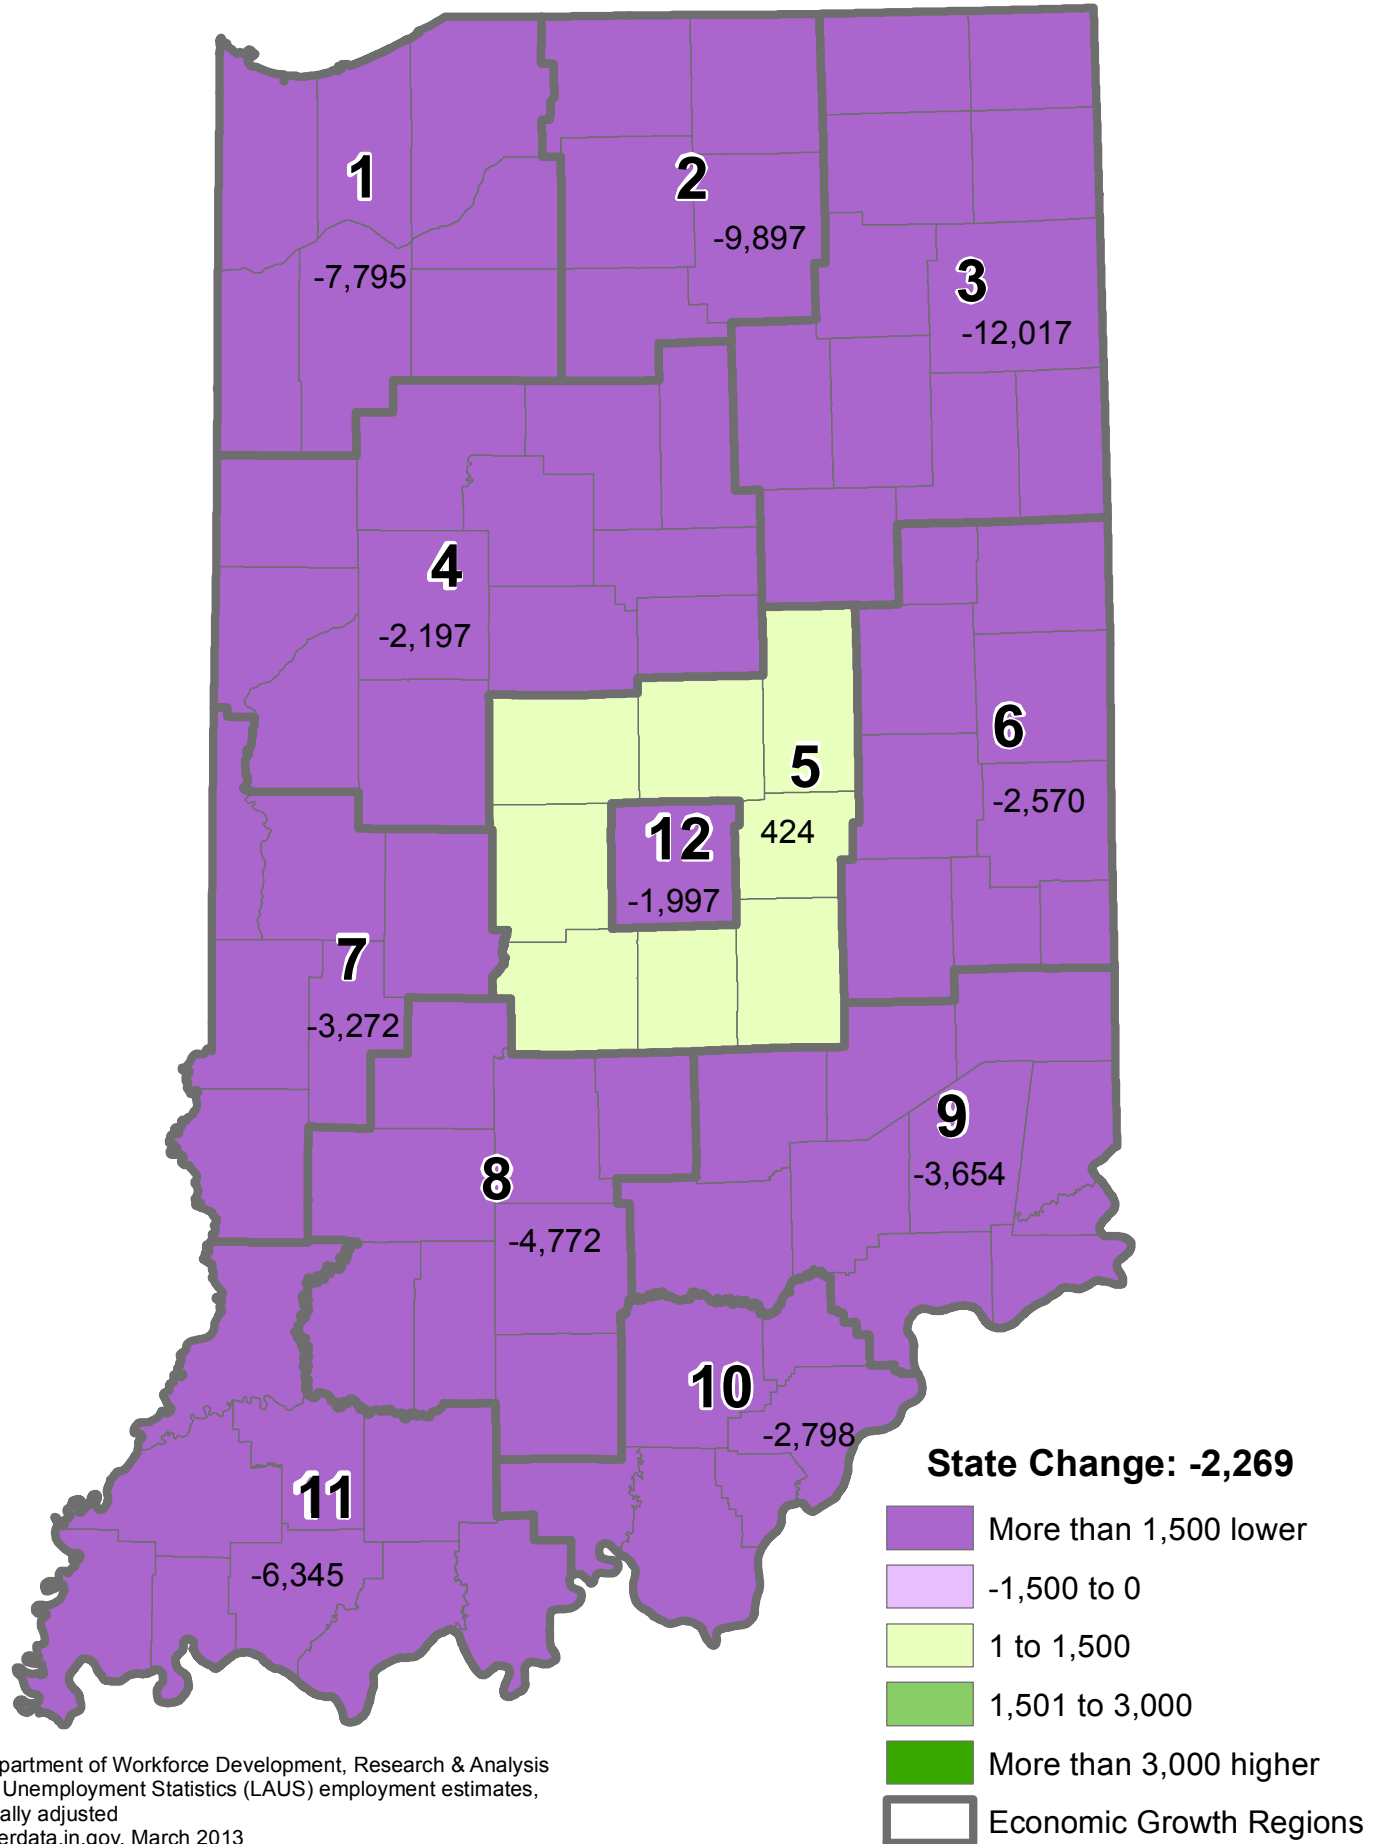 1
-7,795
2
-9,897
3
-12,017
4
-2,197
5
424
6
-2,570
12
-1,997
7
-3,272
8
-4,772
9
-3,654
10
-2,798
11
-6,345
State Change: -2,269
More than 1,500 lower
-1,500 to 0
1 to 1,500
1,501 to 3,000
More than 3,000 higher
Economic Growth Regions
partment of Workforce Development, Research & Analysis
Unemployment Statistics (LAUS) employment estimates,
ally adjusted
erdata.in.gov, March 2013